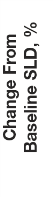 Change From
Baseline SLD, %